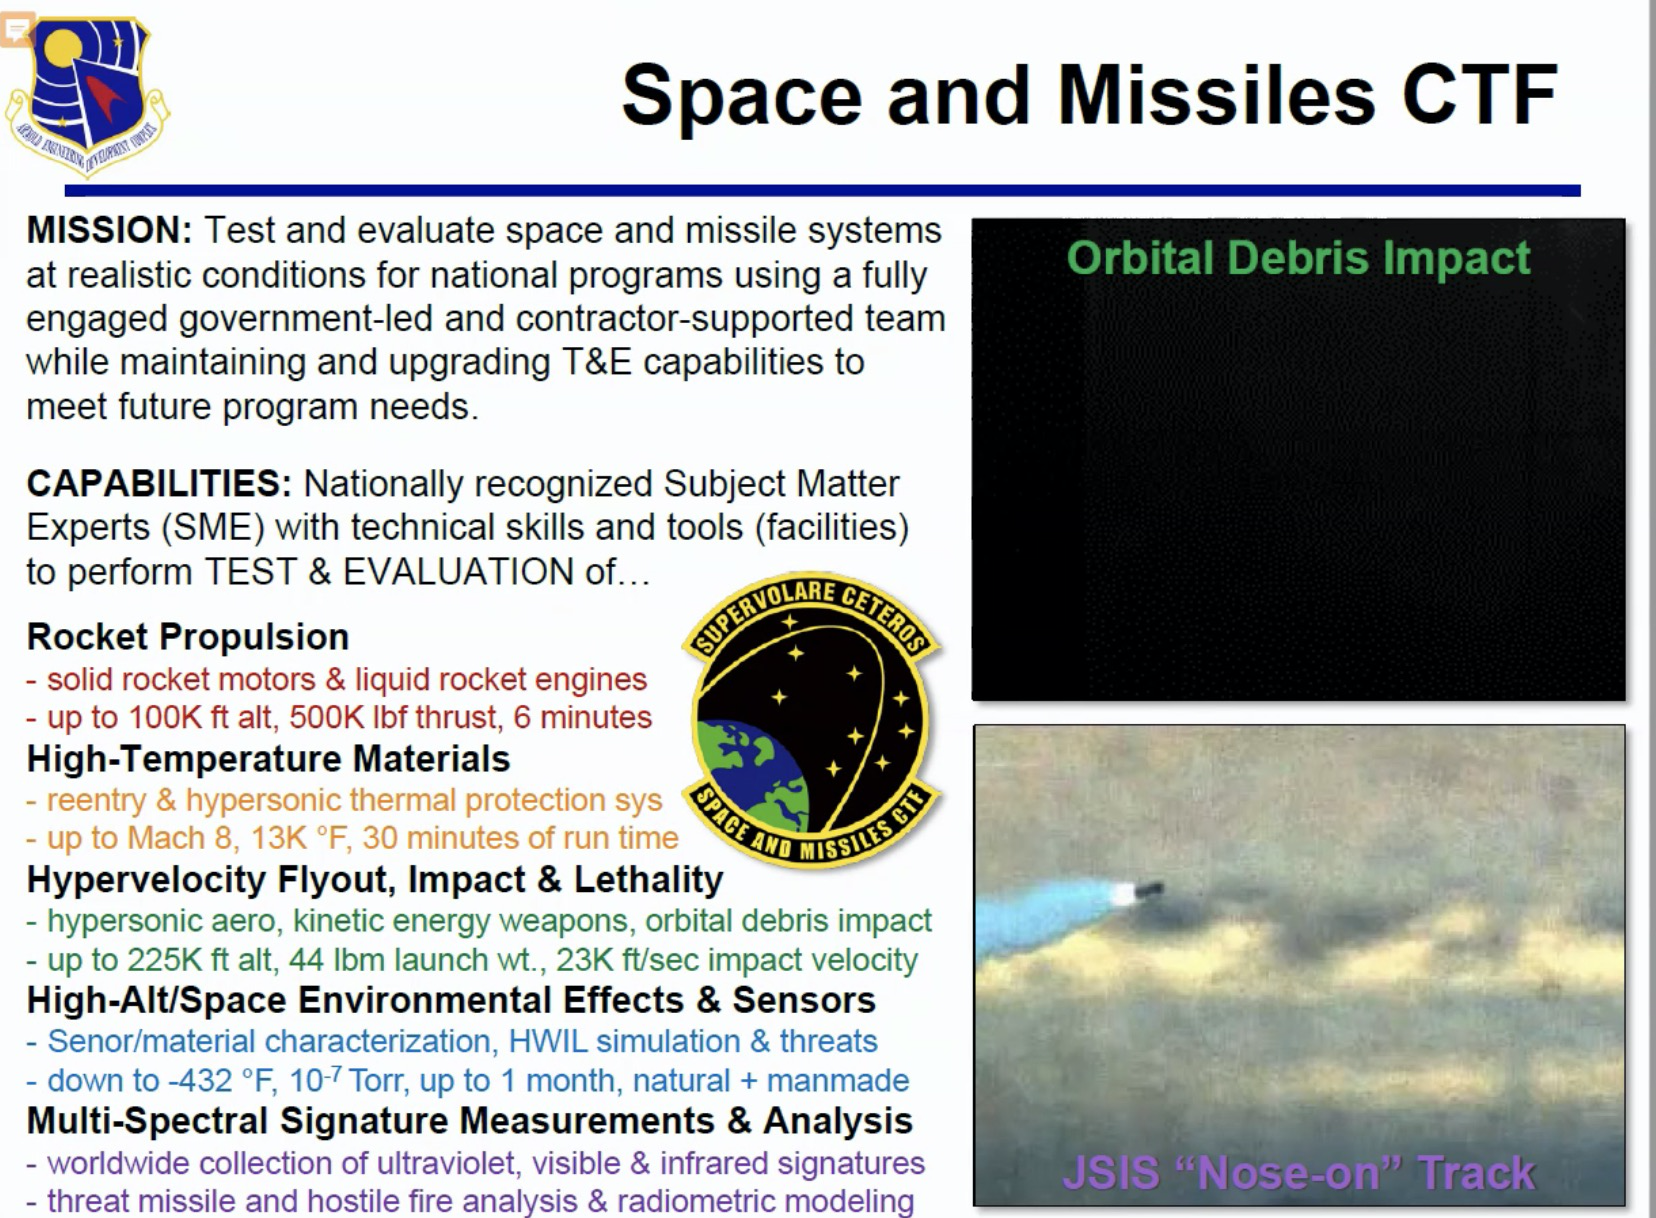 Space and Missiles CTF
ARNOLD ENGINEERING DEVELOPMENT COMPLEX
MISSION: Test and evaluate space and missile systems
at realistic conditions for national programs using a fully
engaged government-led and contractor-supported team
while maintaining and upgrading T&E capabilities to
meet future program needs.
CAPABILITIES: Nationally recognized Subject Matter
Experts (SME) with technical skills and tools (facilities)
to perform TEST & EVALUATION of…
Rocket Propulsion
- solid rocket motors & liquid rocket engines
- up to 100K ft alt, 500K lbf thrust, 6 minutes
High-Temperature Materials
- reentry & hypersonic thermal protection sys
- up to Mach 8, 13K °F, 30 minutes of run time
Hypervelocity Flyout, Impact & Lethality
- hypersonic aero, kinetic energy weapons, orbital debris impact
- up to 225K ft alt, 44 lbm launch wt., 23K ft/sec impact velocity
High-Alt/Space Environmental Effects & Sensors
- Senor/material characterization, HWIL simulation & threats
- down to -432 °F, 10⁻⁷ Torr, up to 1 month, natural + manmade
Multi-Spectral Signature Measurements & Analysis
- worldwide collection of ultraviolet, visible & infrared signatures
- threat missile and hostile fire analysis & radiometric modeling
SUPERVOLARE CETEROS
SPACE AND MISSILES CTF
Orbital Debris Impact
JSIS “Nose-on” Track